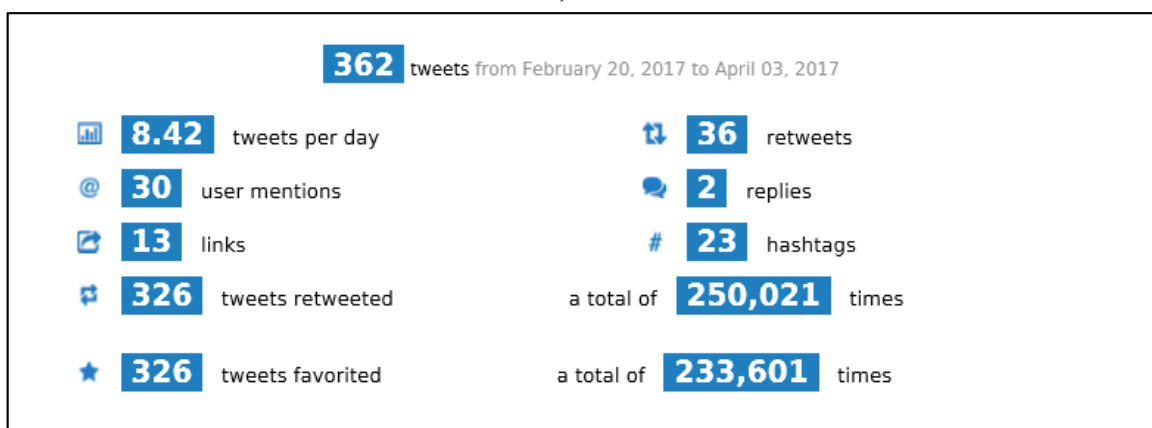 362 tweets from February 20, 2017 to April 03, 2017
8.42 tweets per day 36 retweets
@ 30 user mentions 2 replies
13 links # 23 hashtags
326 tweets retweeted a total of 250,021 times
326 tweets favorited a total of 233,601 times